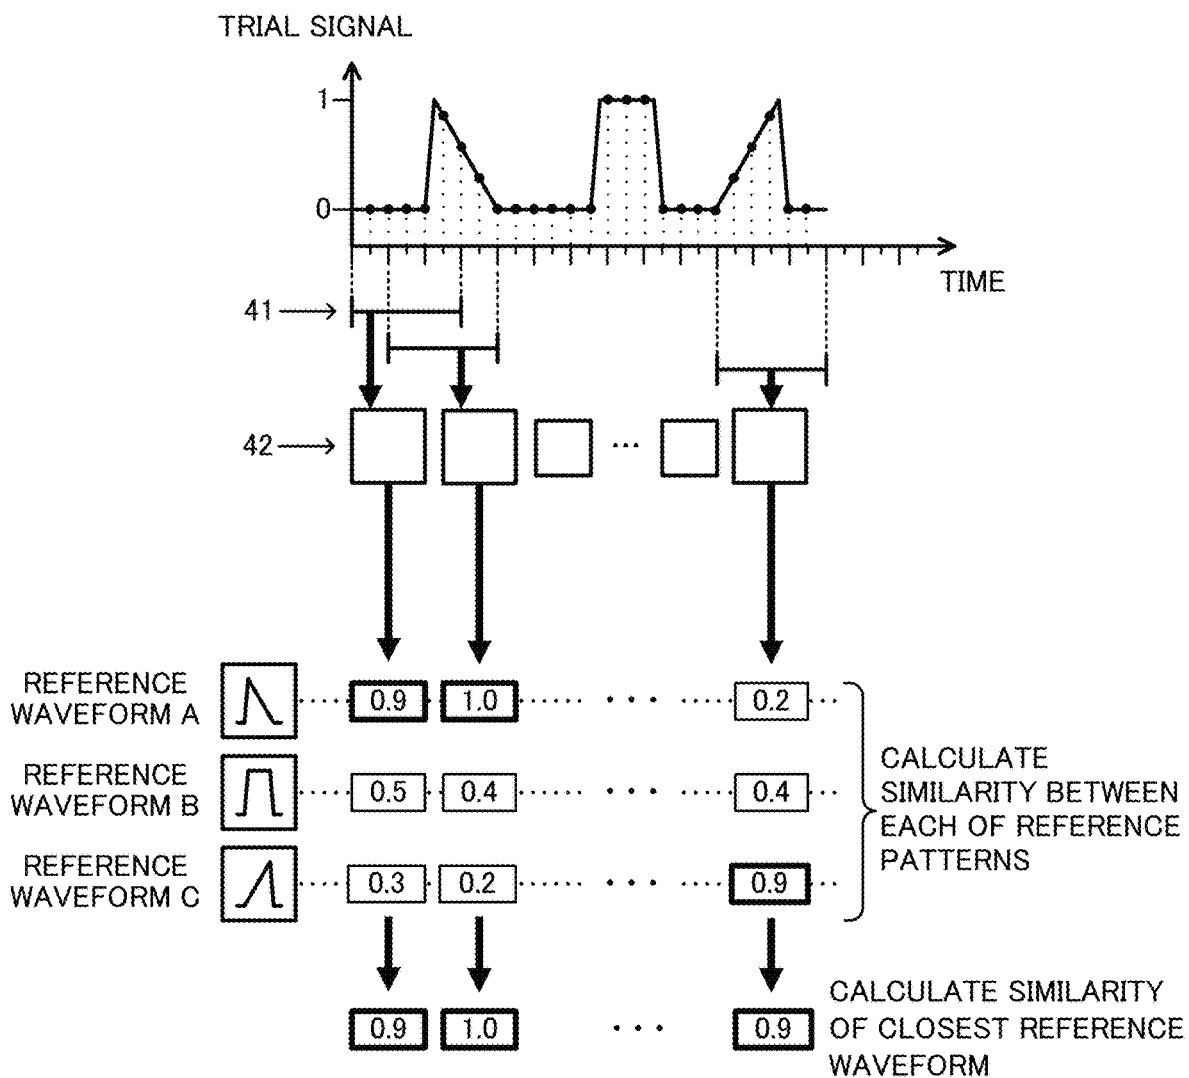 TRIAL SIGNAL
1
0
TIME
41
42
...
REFERENCE
WAVEFORM A
0.9
1.0
0.2
REFERENCE
WAVEFORM B
0.5
0.4
0.4
REFERENCE
WAVEFORM C
0.3
0.2
0.9
CALCULATE
SIMILARITY BETWEEN
EACH OF REFERENCE
PATTERNS
0.9
1.0
0.9
CALCULATE SIMILARITY
OF CLOSEST REFERENCE
WAVEFORM